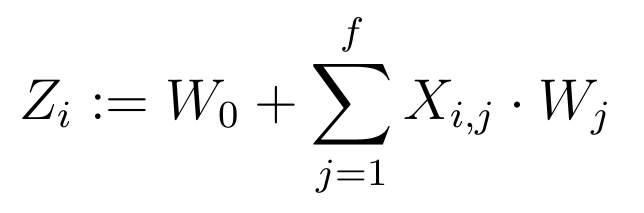 $Z_i := W_0 + \sum_{j=1}^{f} X_{i,j} \cdot W_j$